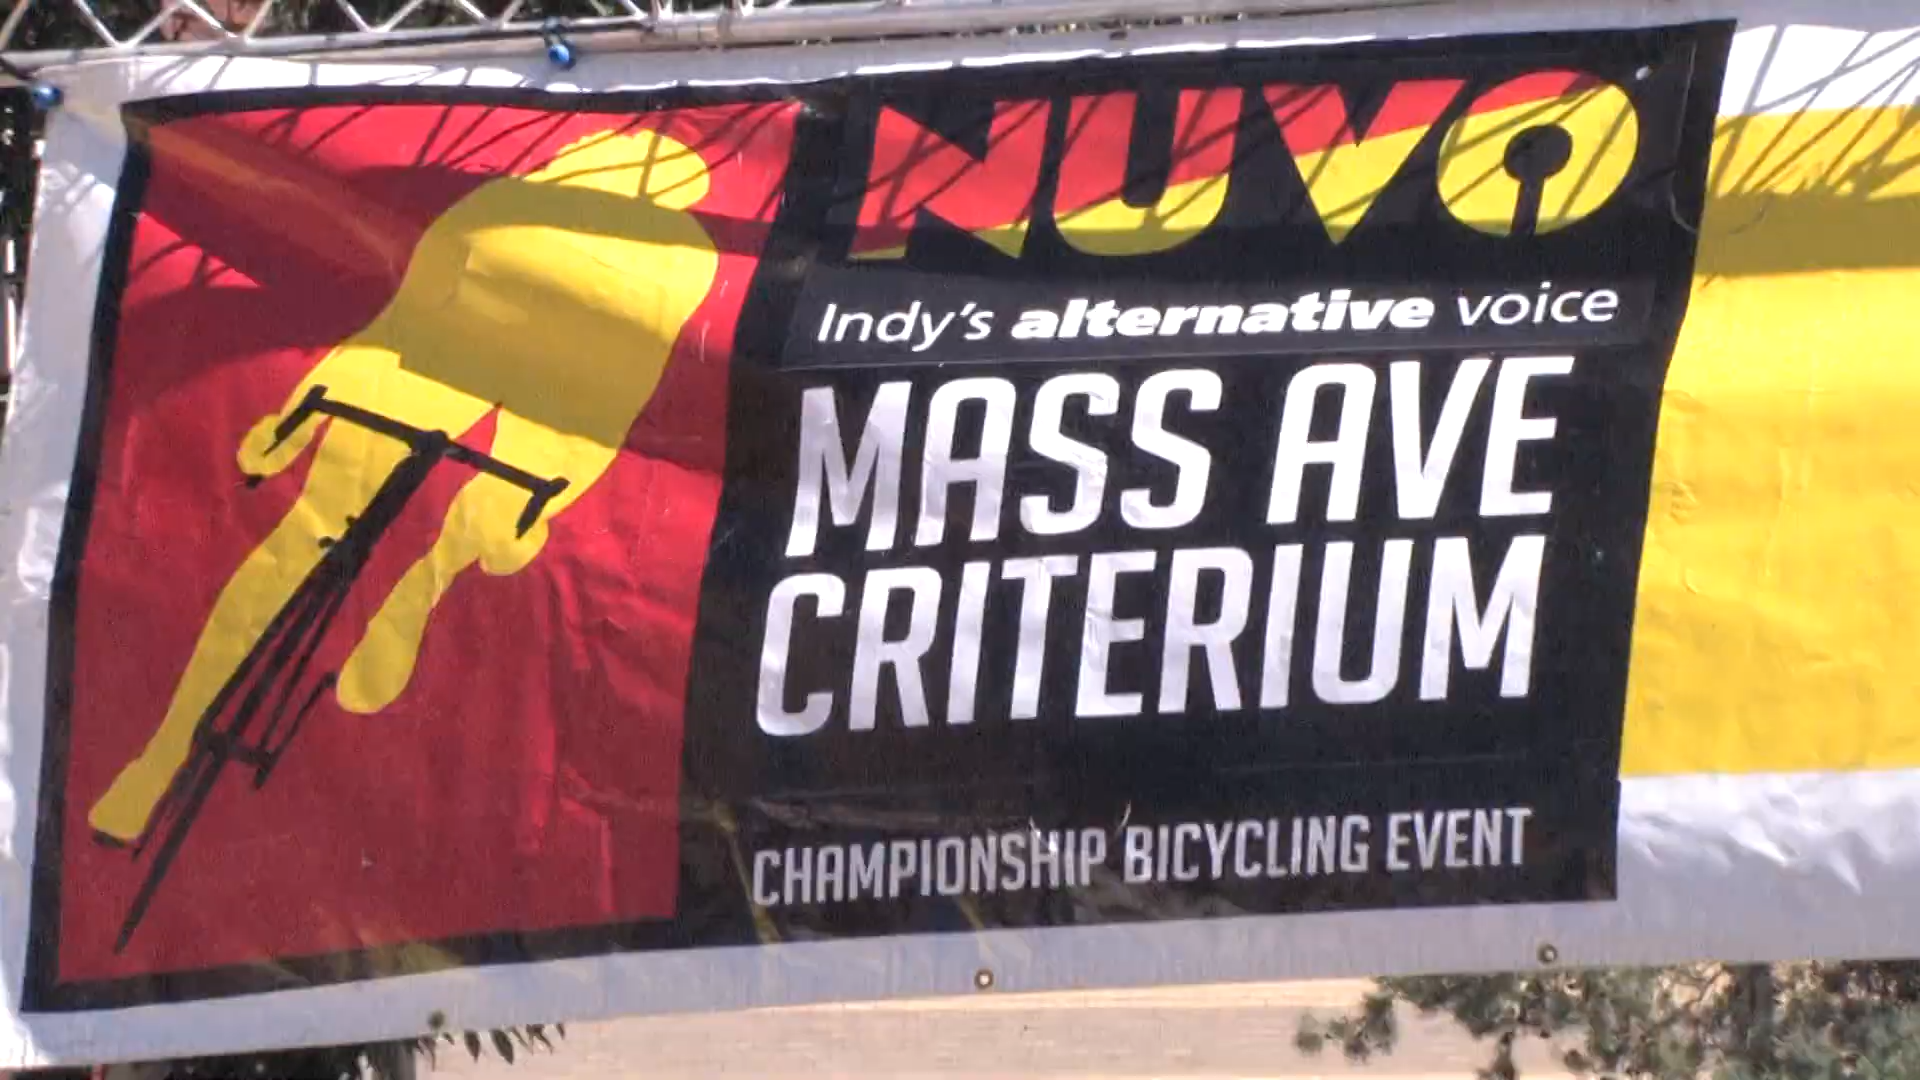 NUVO
Indy's alternative voice
MASS AVE
CRITERIUM
CHAMPIONSHIP BICYCLING EVENT